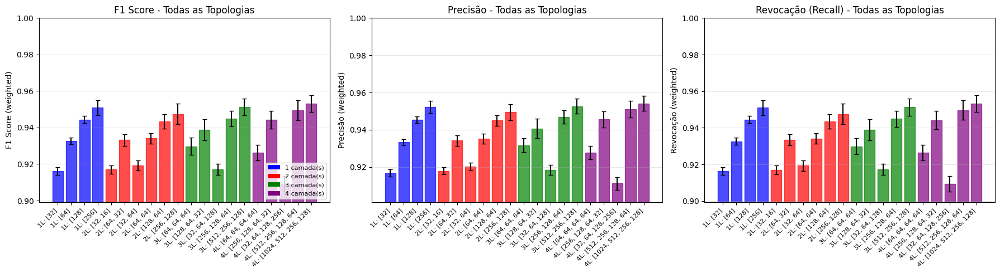 F1 Score - Todas as Topologias
1.00
0.98
0.96
0.94
0.92
0.90
F1 Score (weighted)
1 camada(s)
2 camada(s)
3 camada(s)
4 camada(s)
1L: [32]
1L: [64]
1L: [128]
1L: [256]
2L: [32, 16]
2L: [64, 32]
2L: [32, 64]
2L: [64, 64]
2L: [128, 64]
2L: [256, 128]
3L: [64, 64, 64]
3L: [128, 64, 32]
3L: [32, 64, 128]
3L: [256, 128, 64]
3L: [512, 256, 128]
4L: [64, 64, 64, 64]
4L: [256, 128, 64, 32]
4L: [32, 64, 128, 256]
4L: [512, 256, 128, 64]
4L: [1024, 512, 256, 128]
Precisão - Todas as Topologias
1.00
0.98
0.96
0.94
0.92
Precisão (weighted)
1L: [32]
1L: [64]
1L: [128]
1L: [256]
2L: [32, 16]
2L: [64, 32]
2L: [32, 64]
2L: [64, 64]
2L: [128, 64]
2L: [256, 128]
3L: [64, 64, 64]
3L: [128, 64, 32]
3L: [32, 64, 128]
3L: [256, 128, 64]
3L: [512, 256, 128]
4L: [64, 64, 64, 64]
4L: [256, 128, 64, 32]
4L: [32, 64, 128, 256]
4L: [512, 256, 128, 64]
4L: [1024, 512, 256, 128]
Revocação (Recall) - Todas as Topologias
1.00
0.98
0.96
0.94
0.92
0.90
Revocação (weighted)
1L: [32]
1L: [64]
1L: [128]
1L: [256]
2L: [32, 16]
2L: [64, 32]
2L: [32, 64]
2L: [64, 64]
2L: [128, 64]
2L: [256, 128]
3L: [64, 64, 64]
3L: [128, 64, 32]
3L: [32, 64, 128]
3L: [256, 128, 64]
3L: [512, 256, 128]
4L: [64, 64, 64, 64]
4L: [256, 128, 64, 32]
4L: [32, 64, 128, 256]
4L: [512, 256, 128, 64]
4L: [1024, 512, 256, 128]